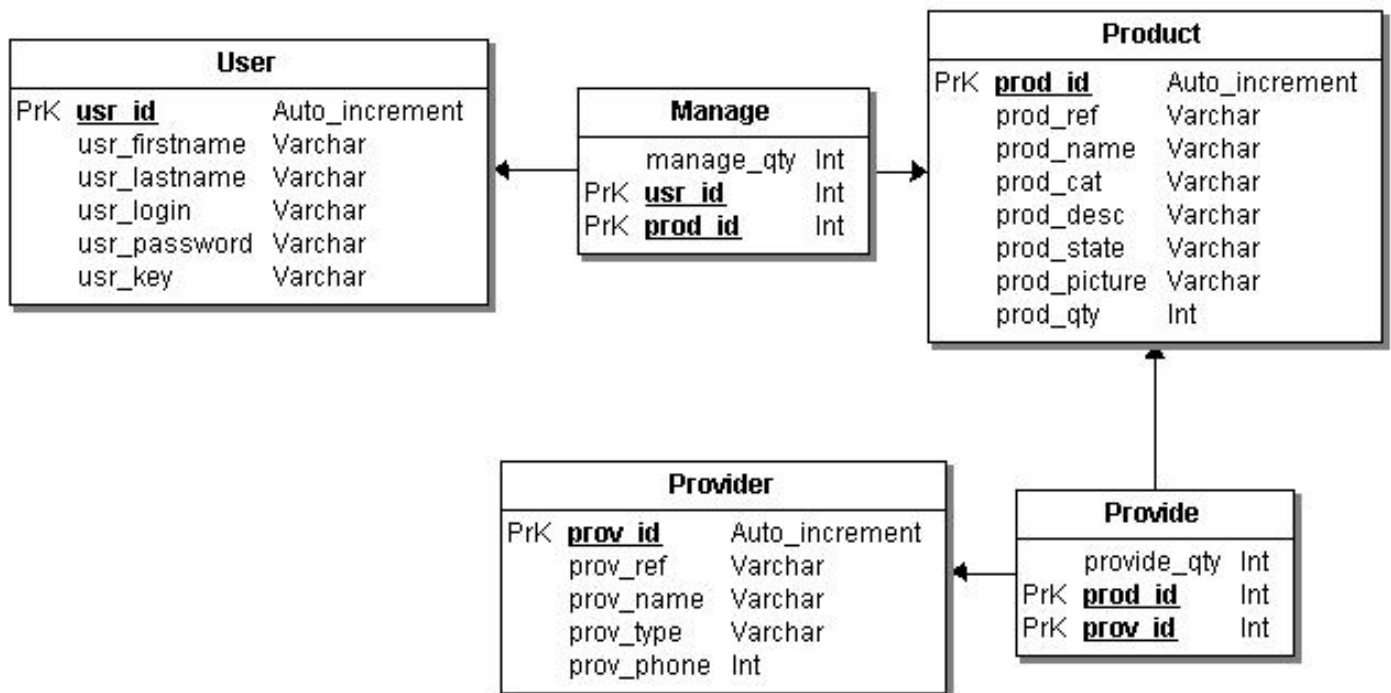 User
PrK usr_id Auto_increment
usr_firstname Varchar
usr_lastname Varchar
usr_login Varchar
usr_password Varchar
usr_key Varchar
Manage
manage_qty Int
PrK usr_id Int
PrK prod_id Int
Product
PrK prod_id Auto_increment
prod_ref Varchar
prod_name Varchar
prod_cat Varchar
prod_desc Varchar
prod_state Varchar
prod_picture Varchar
prod_qty Int
Provider
PrK prov_id Auto_increment
prov_ref Varchar
prov_name Varchar
prov_type Varchar
prov_phone Int
Provide
provide_qty Int
PrK prod_id Int
PrK prov_id Int